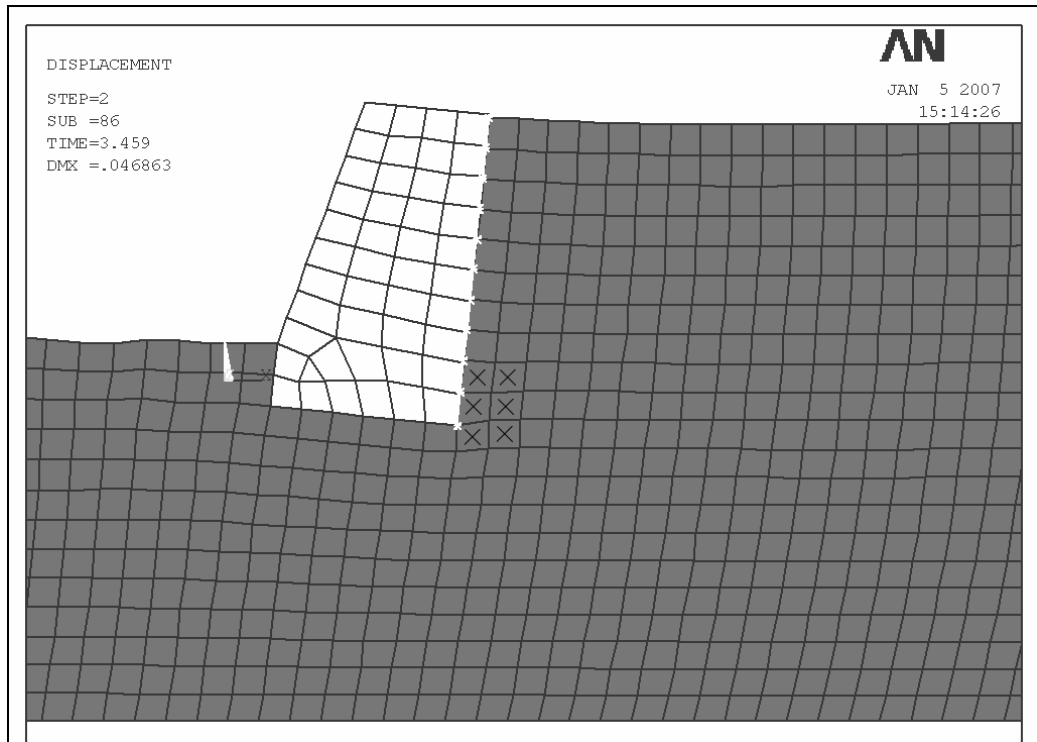 DISPLACEMENT
STEP=2
SUB =86
TIME=3.459
DMX =.046863
AN
JAN 5 2007
15:14:26